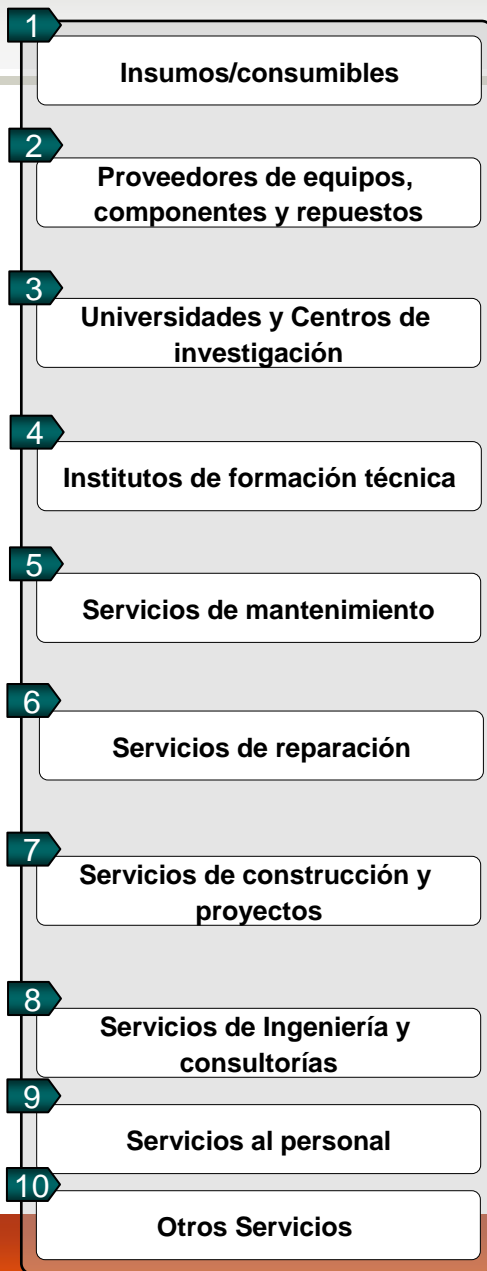 1
Insumos/consumibles
2
Proveedores de equipos,
componentes y repuestos
3
Universidades y Centros de
investigación
4
Institutos de formación técnica
5
Servicios de mantenimiento
6
Servicios de reparación
7
Servicios de construcción y
proyectos
8
Servicios de Ingeniería y
consultorías
9
Servicios al personal
10
Otros Servicios